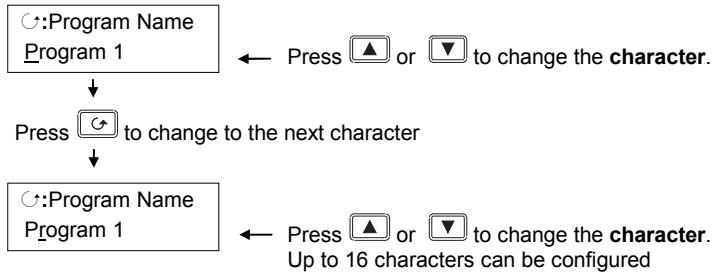 ↺:Program Name
Program 1
Press ▲ or ▼ to change the character.
Press ↺ to change to the next character
↺:Program Name
Program 1
Press ▲ or ▼ to change the character.
Up to 16 characters can be configured